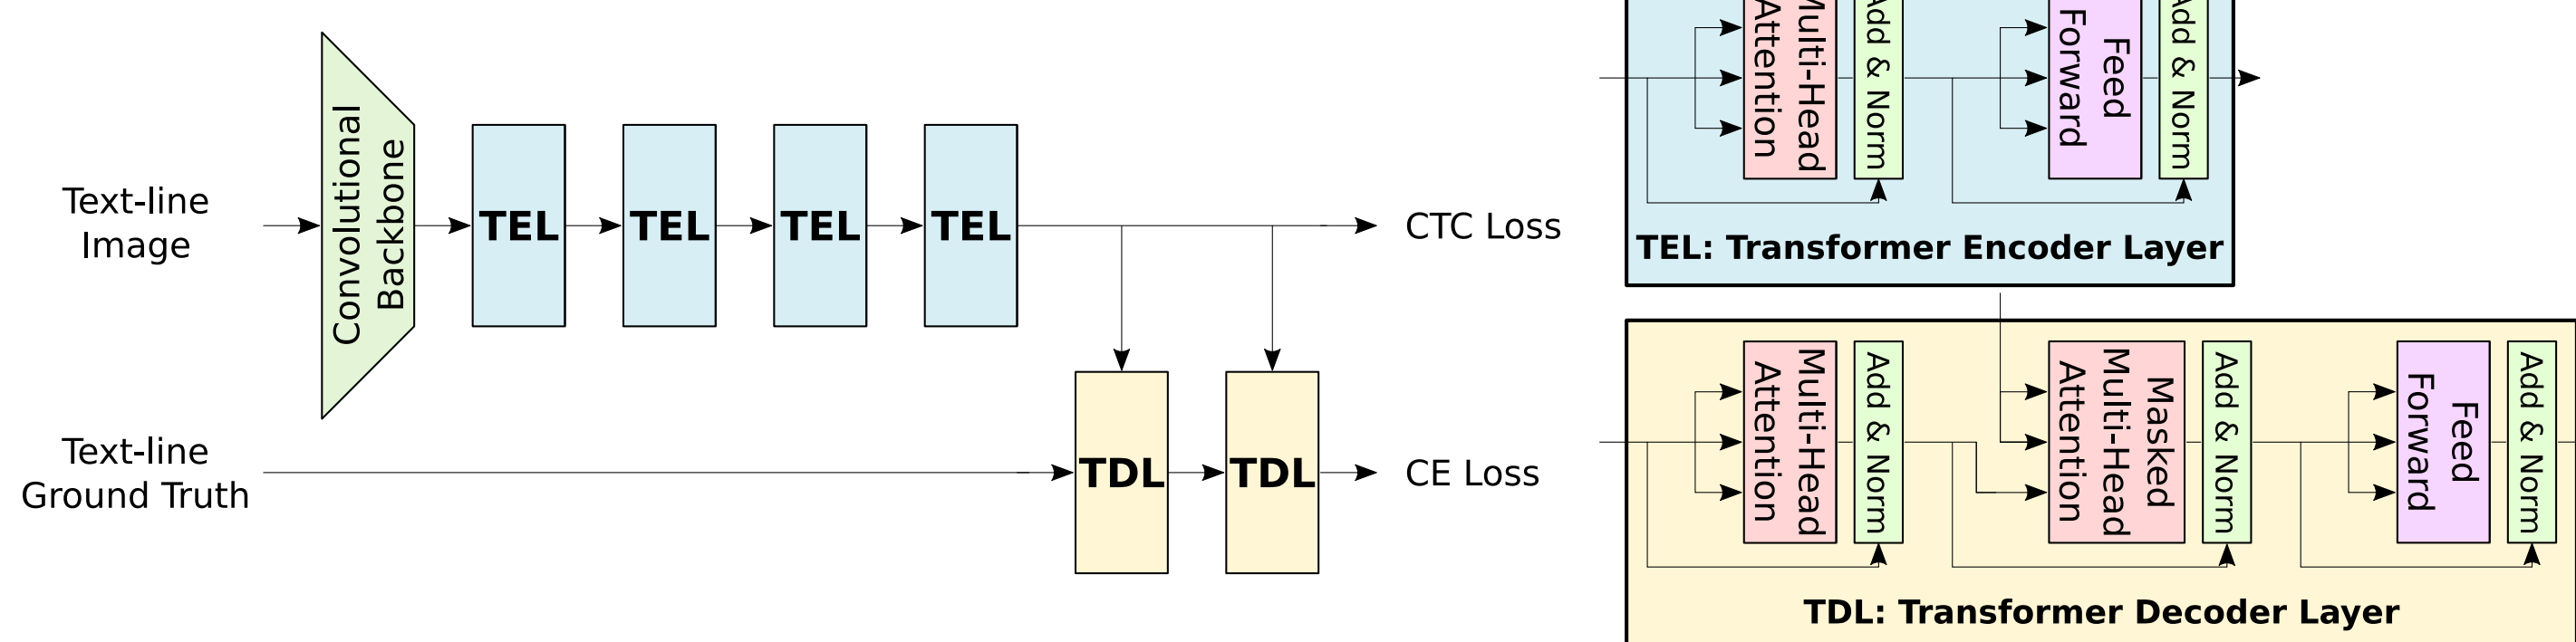 Text-line
Image
Convolutional
Backbone
TEL
TEL
TEL
TEL
CTC Loss
Text-line
Ground Truth
TDL
TDL
CE Loss
Multi-Head
Attention
Add & Norm
Feed
Forward
Add & Norm
TEL: Transformer Encoder Layer
Multi-Head
Attention
Add & Norm
Masked
Multi-Head
Attention
Add & Norm
Feed
Forward
Add & Norm
TDL: Transformer Decoder Layer